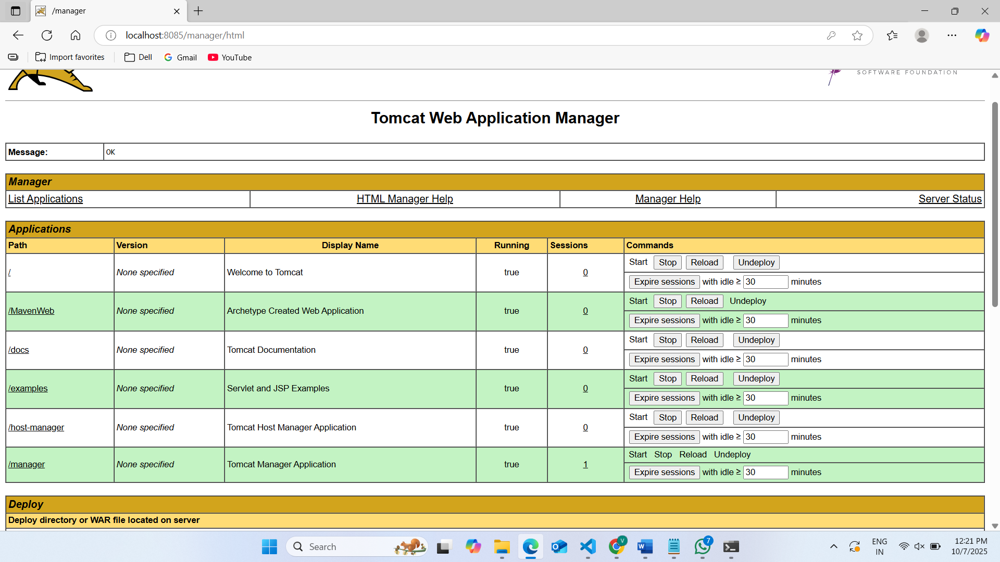 /manager
localhost:8085/manager/html
Import favorites Dell Gmail YouTube
SOFTWARE FOUNDATION
Tomcat Web Application Manager
Message: OK
Manager
List Applications HTML Manager Help Manager Help Server Status
Applications
Path Version Display Name Running Sessions Commands
/ None specified Welcome to Tomcat true 0 Start Stop Reload Undeploy
Expire sessions with idle ≥ 30 minutes
/MavenWeb None specified Archetype Created Web Application true 0 Start Stop Reload Undeploy
Expire sessions with idle ≥ 30 minutes
/docs None specified Tomcat Documentation true 0 Start Stop Reload Undeploy
Expire sessions with idle ≥ 30 minutes
/examples None specified Servlet and JSP Examples true 0 Start Stop Reload Undeploy
Expire sessions with idle ≥ 30 minutes
/host-manager None specified Tomcat Host Manager Application true 0 Start Stop Reload Undeploy
Expire sessions with idle ≥ 30 minutes
/manager None specified Tomcat Manager Application true 1 Start Stop Reload Undeploy
Expire sessions with idle ≥ 30 minutes
Deploy
Deploy directory or WAR file located on server
Search V 7 ENG 12:21 PM
IN 10/7/2025